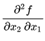 ∂²f
∂x₂ ∂x₁